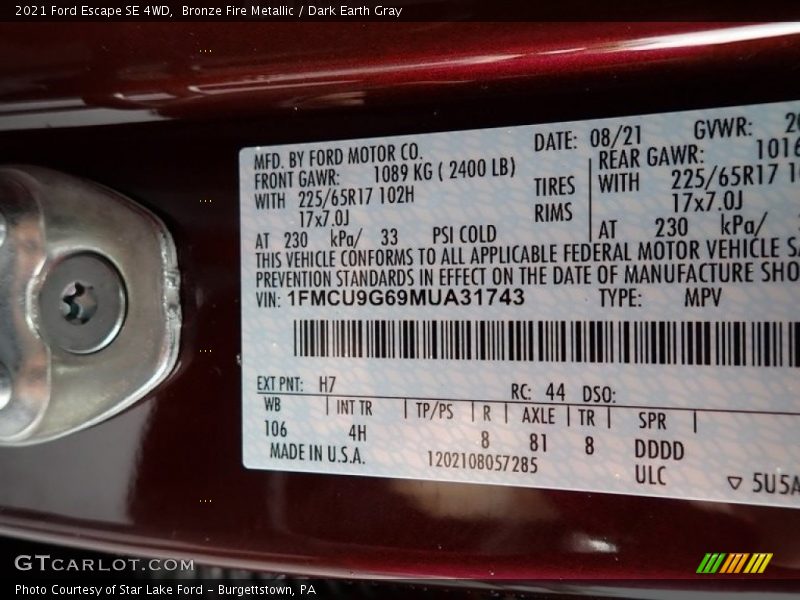 2021 Ford Escape SE 4WD,  Bronze Fire Metallic / Dark Earth Gray
MFD. BY FORD MOTOR CO. DATE: 08/21 GVWR:
FRONT GAWR: 1089 KG ( 2400 LB) REAR GAWR:
WITH 225/65R17 102H TIRES WITH 225/65R17
17x7.0J RIMS 17x7.0J
AT 230 kPa/ 33 PSI COLD AT 230 kPa/
THIS VEHICLE CONFORMS TO ALL APPLICABLE FEDERAL MOTOR VEHICLE
PREVENTION STANDARDS IN EFFECT ON THE DATE OF MANUFACTURE
VIN: 1FMCU9G69MUA31743 TYPE: MPV
EXT PNT: H7 RC: 44 DSO:
WB INT TR TP/PS R AXLE TR SPR
106 4H 8 81 8 DDDD
MADE IN U.S.A. 1202108057285 ULC
GTCARLOT.COM
Photo Courtesy of Star Lake Ford – Burgettstown, PA